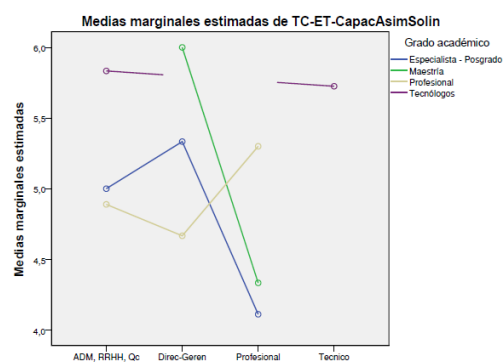 Medias marginales estimadas de TC-ET-CapacAsimSolin
Grado académico
Especialista - Posgrado
Maestría
Profesional
Tecnólogos
Medias marginales estimadas
6,0
5,5
5,0
4,5
4,0
ADM, RRHH, Qc
Direc-Geren
Profesional
Tecnico